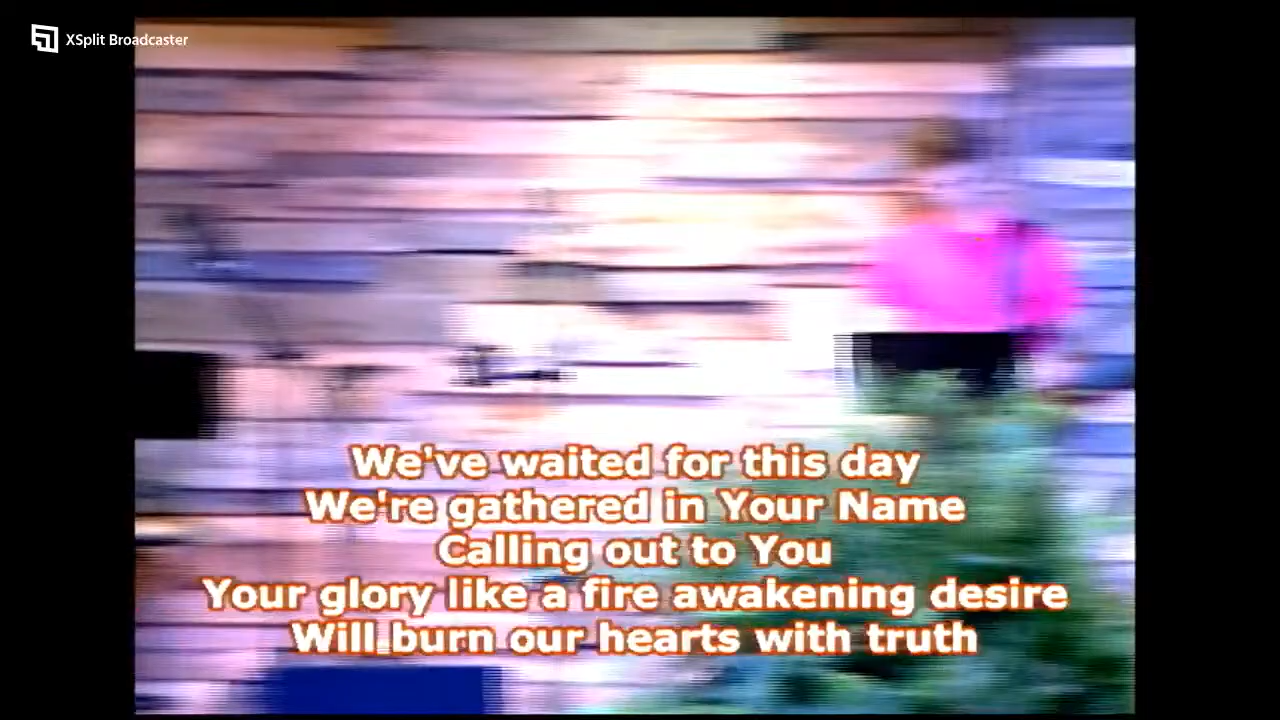 XSplit Broadcaster
We've waited for this day
We're gathered in Your Name
Calling out to You
Your glory like a fire awakening desire
Will burn our hearts with truth